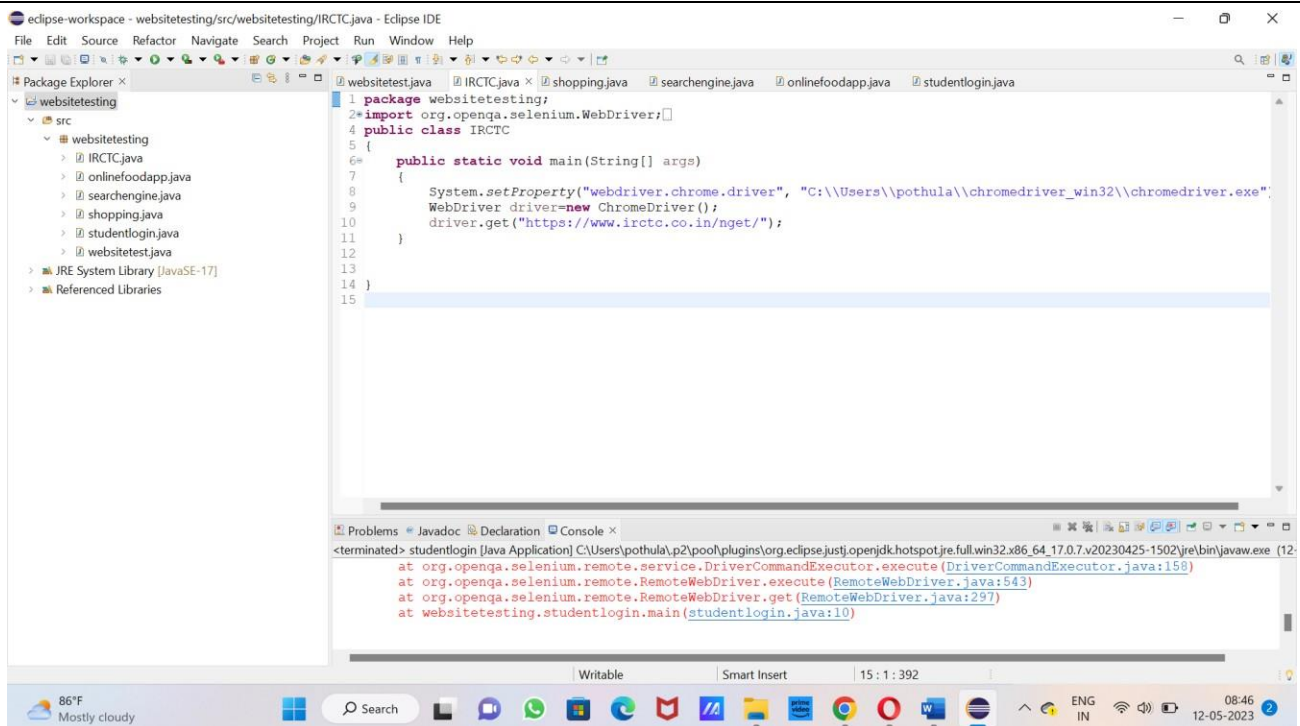 eclipse-workspace - websitetesting/src/websitetesting/IRCTC.java - Eclipse IDE
File Edit Source Refactor Navigate Search Project Run Window Help
Package Explorer
websitetesting
src
websitetesting
IRCTC.java
onlinefoodapp.java
searchengine.java
shopping.java
studentlogin.java
websitetest.java
JRE System Library [JavaSE-17]
Referenced Libraries
websitetest.java IRCTC.java shopping.java searchengine.java onlinefoodapp.java studentlogin.java
1 package websitetesting;
2 import org.openqa.selenium.WebDriver;
4 public class IRCTC
5 {
6 public static void main(String[] args)
7 {
8 System.setProperty("webdriver.chrome.driver", "C:\\Users\\pothula\\chromedriver_win32\\chromedriver.exe"
9 WebDriver driver=new ChromeDriver();
10 driver.get("https://www.irctc.co.in/nget/");
11 }
12
13
14 }
15
Problems Javadoc Declaration Console
<terminated> studentlogin [Java Application] C:\Users\pothula\.p2\pool\plugins\org.eclipse.justj.openjdk.hotspot.jre.full.win32.x86_64_17.0.7.v20230425-1502\jre\bin\javaw.exe (12-
at org.openqa.selenium.remote.service.DriverCommandExecutor.execute(DriverCommandExecutor.java:158)
at org.openqa.selenium.remote.RemoteWebDriver.execute(RemoteWebDriver.java:543)
at org.openqa.selenium.remote.RemoteWebDriver.get(RemoteWebDriver.java:297)
at websitetesting.studentlogin.main(studentlogin.java:10)
Writable Smart Insert 15 : 1 : 392
86°F
Mostly cloudy
Search
prime video
ENG
IN
08:46
12-05-2023
2